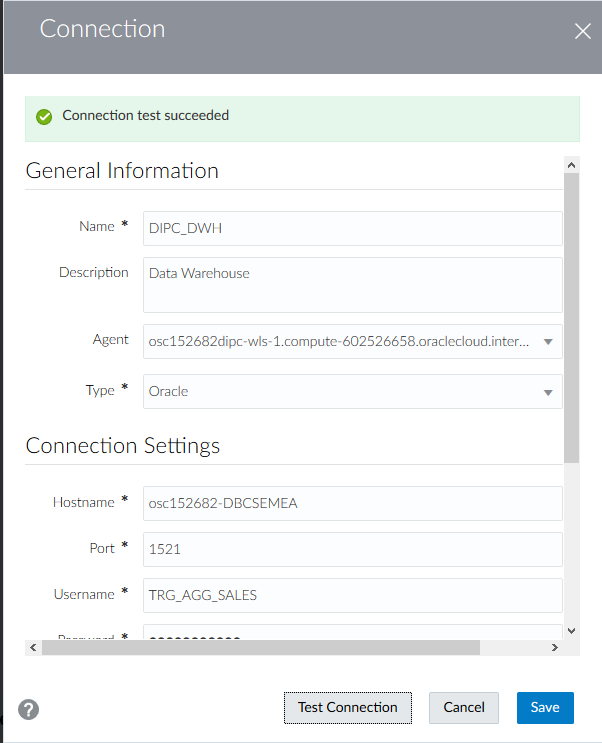 Connection
Connection test succeeded
General Information
Name *
DIPC_DWH
Description
Data Warehouse
Agent
osc152682dipc-wls-1.compute-602526658.oraclecloud.inter...
Type *
Oracle
Connection Settings
Hostname *
osc152682-DBCSEMEA
Port *
1521
Username *
TRG_AGG_SALES
Password *
?
Test Connection
Cancel
Save